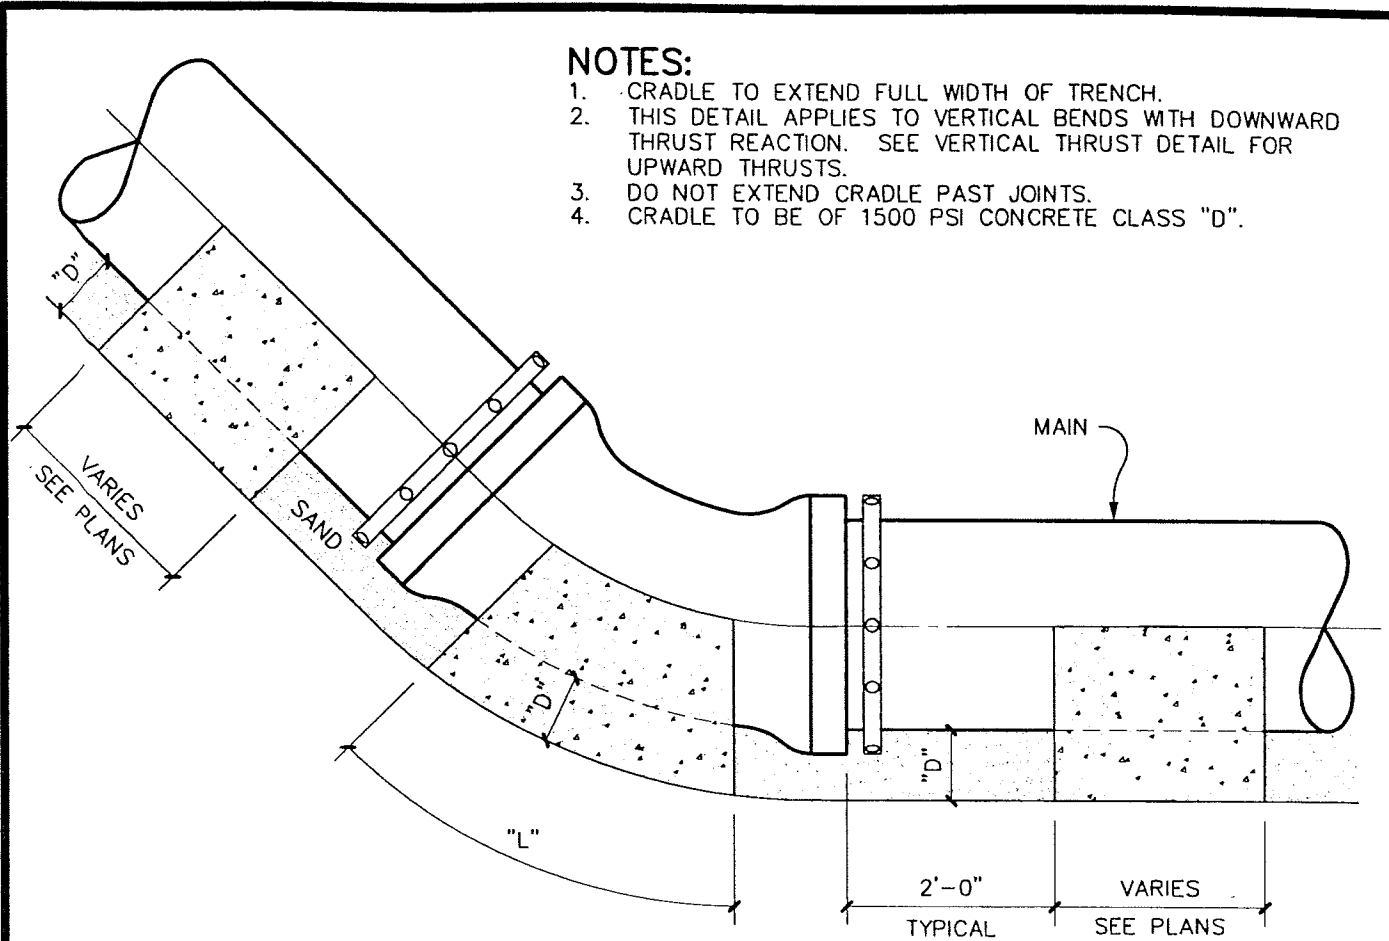 NOTES:
1. CRADLE TO EXTEND FULL WIDTH OF TRENCH.
2. THIS DETAIL APPLIES TO VERTICAL BENDS WITH DOWNWARD
THRUST REACTION. SEE VERTICAL THRUST DETAIL FOR
UPWARD THRUSTS.
3. DO NOT EXTEND CRADLE PAST JOINTS.
4. CRADLE TO BE OF 1500 PSI CONCRETE CLASS "D".
"D"
VARIES
SEE PLANS
SAND
MAIN
"D"
"D"
"L"
2'-0"
TYPICAL
VARIES
SEE PLANS